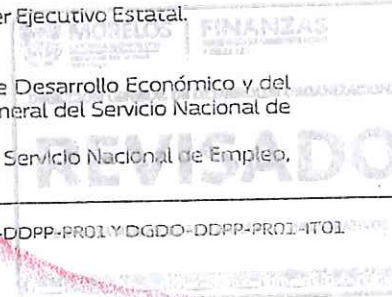 er Ejecutivo Estatal.
MORELOS FINANZAS
e Desarrollo Económico y del
neral del Servicio Nacional de
Servicio Nacional de Empleo,
REVISADO
-DDPP-PR01 Y DGDO-DDPP-PR01-IT01